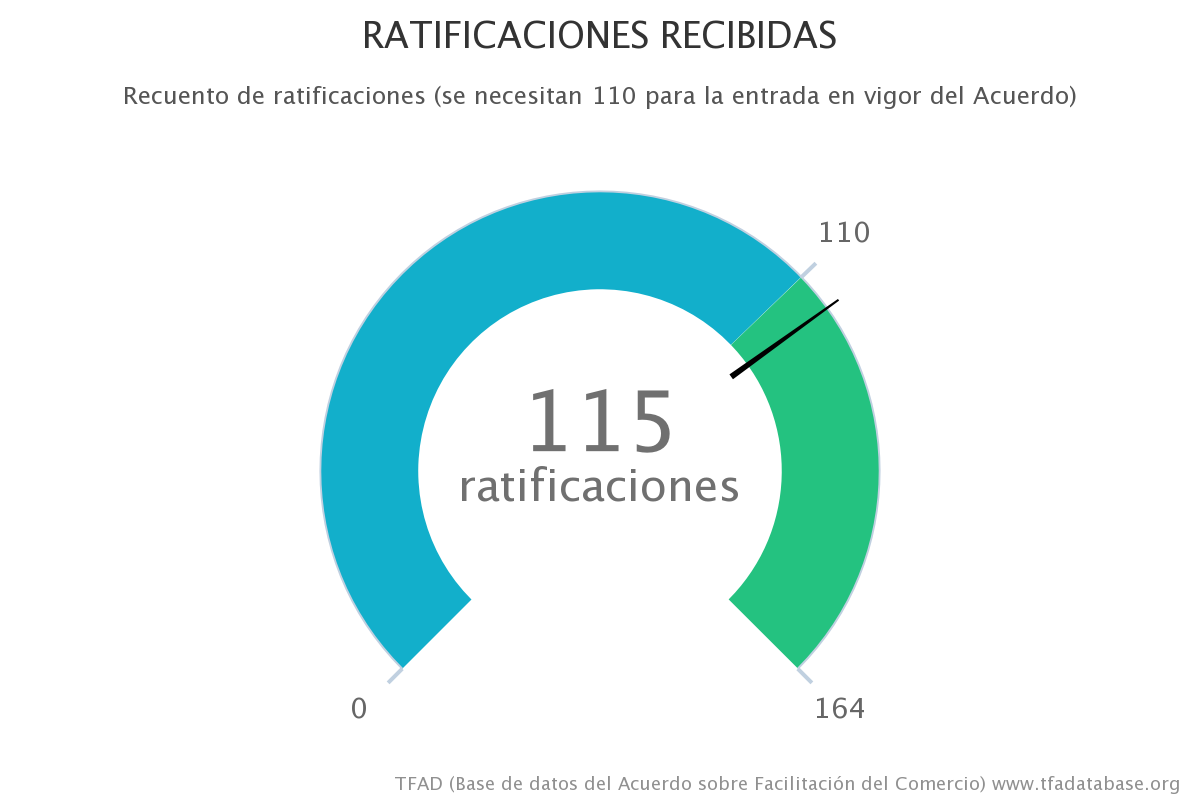 RATIFICACIONES RECIBIDAS
Recuento de ratificaciones (se necesitan 110 para la entrada en vigor del Acuerdo)
110
115
ratificaciones
0
164
TFAD (Base de datos del Acuerdo sobre Facilitación del Comercio) www.tfadatabase.org